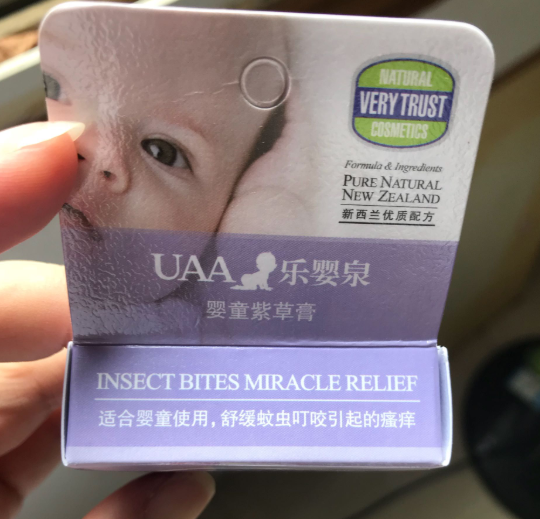 NATURAL
VERY TRUST
COSMETICS
Formula & Ingredients
PURE NATURAL
NEW ZEALAND
新西兰优质配方
UAA 乐婴泉
婴童紫草膏
INSECT BITES MIRACLE RELIEF
适合婴童使用，舒缓蚊虫叮咬引起的瘙痒